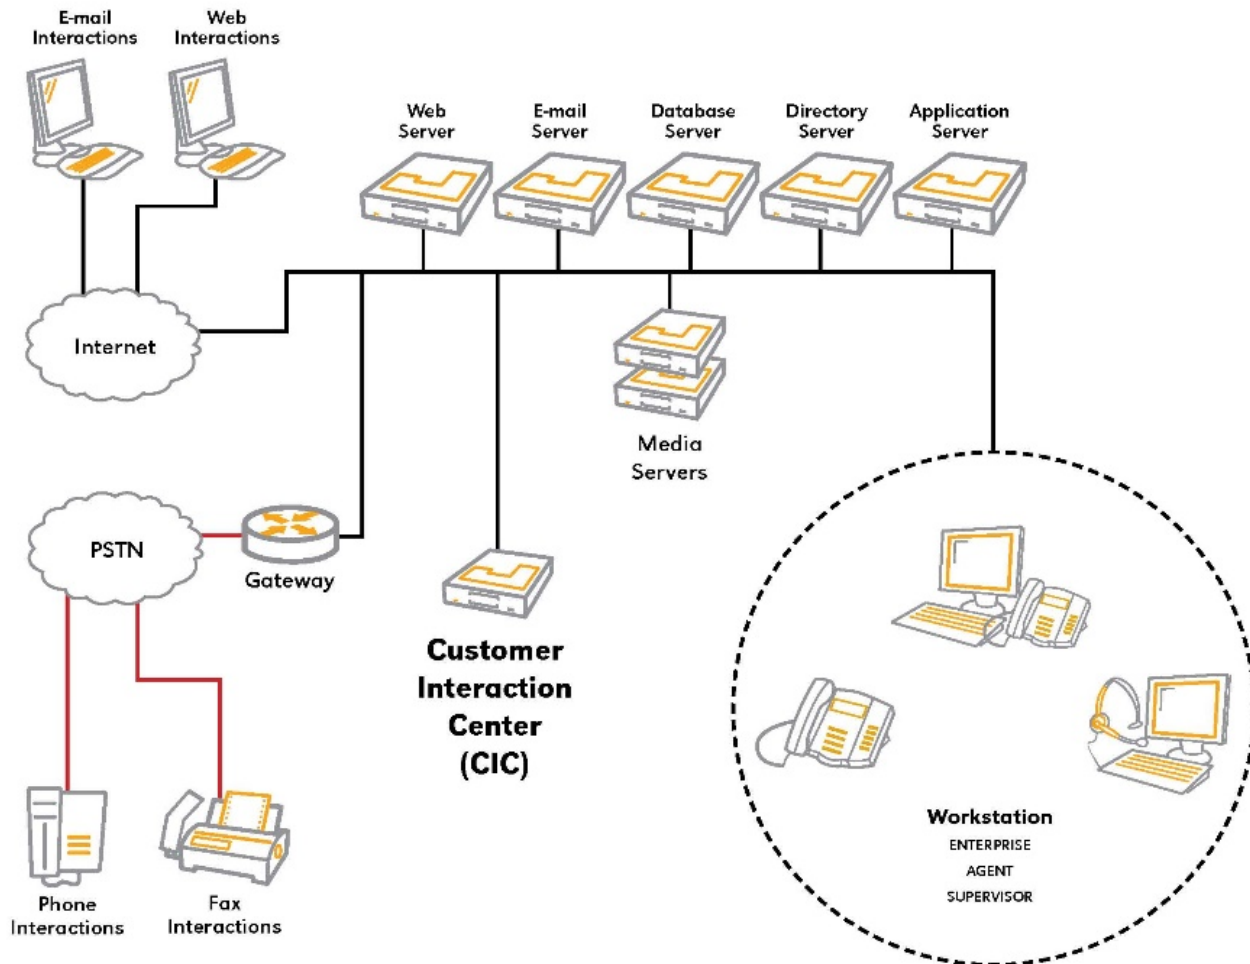 E-mail
Interactions
Web
Interactions
Web
Server
E-mail
Server
Database
Server
Directory
Server
Application
Server
Internet
Media
Servers
PSTN
Gateway
Customer
Interaction
Center
(CIC)
Workstation
ENTERPRISE
AGENT
SUPERVISOR
Phone
Interactions
Fax
Interactions